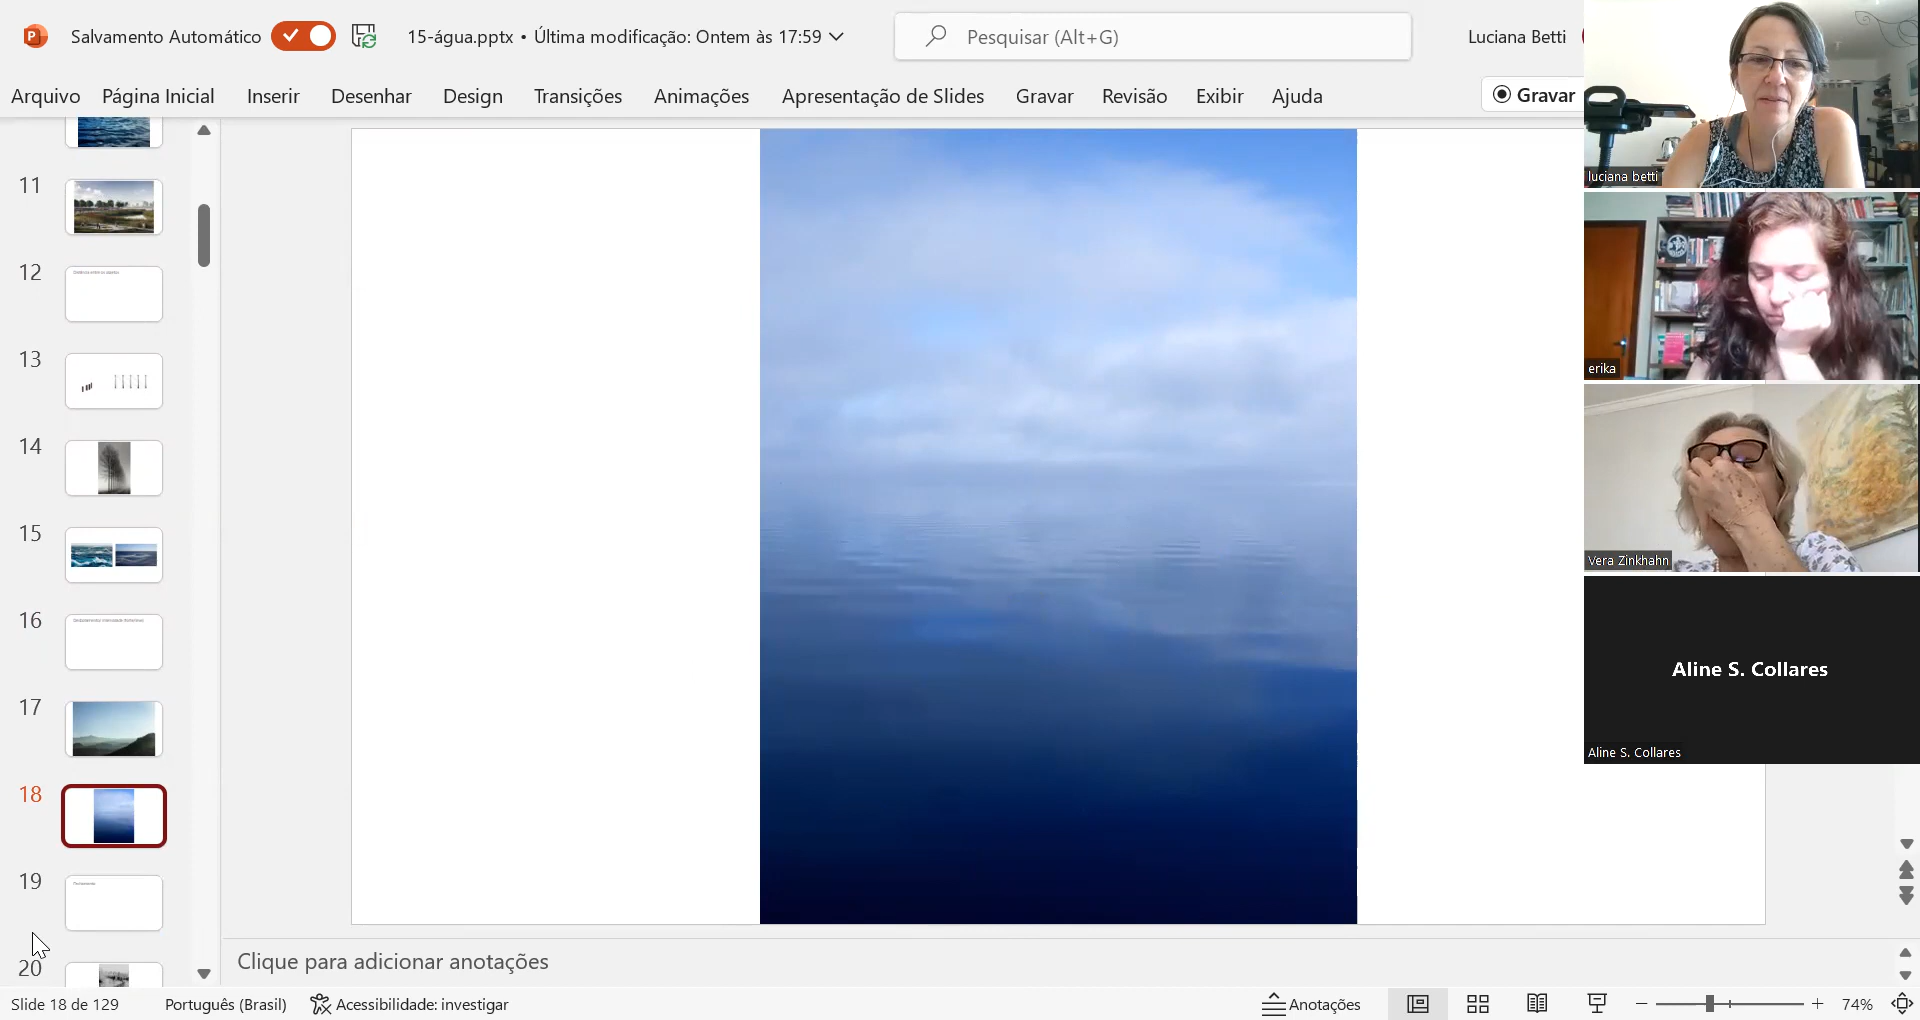 Salvamento Automático
15-água.pptx • Última modificação: Ontem às 17:59
Pesquisar (Alt+G)
Luciana Betti
Arquivo Página Inicial Inserir Desenhar Design Transições Animações Apresentação de Slides Gravar Revisão Exibir Ajuda
Gravar
luciana betti
erika
Vera Zinkhahn
Aline S. Collares
Aline S. Collares
11
12
13
14
15
16
17
18
19
20
Clique para adicionar anotações
Slide 18 de 129 Português (Brasil) Acessibilidade: investigar Anotações 74%